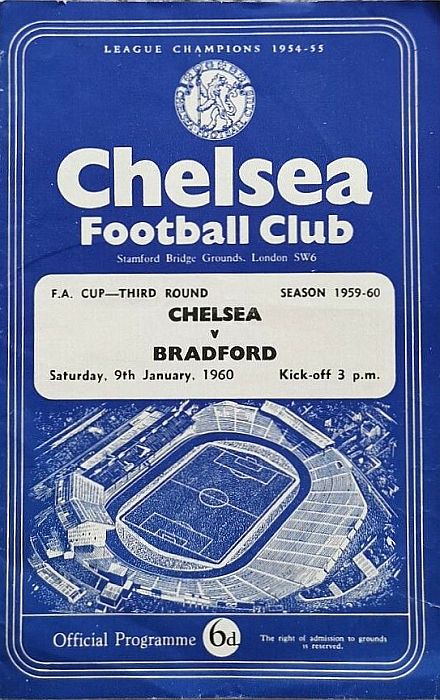 LEAGUE CHAMPIONS 1954-55
Chelsea
Football Club
Stamford Bridge Grounds. London SW6
F.A. CUP—THIRD ROUND SEASON 1959-60
CHELSEA
v
BRADFORD
Saturday, 9th January, 1960 Kick-off 3 p.m.
Official Programme 6d The right of admission to grounds
is reserved.